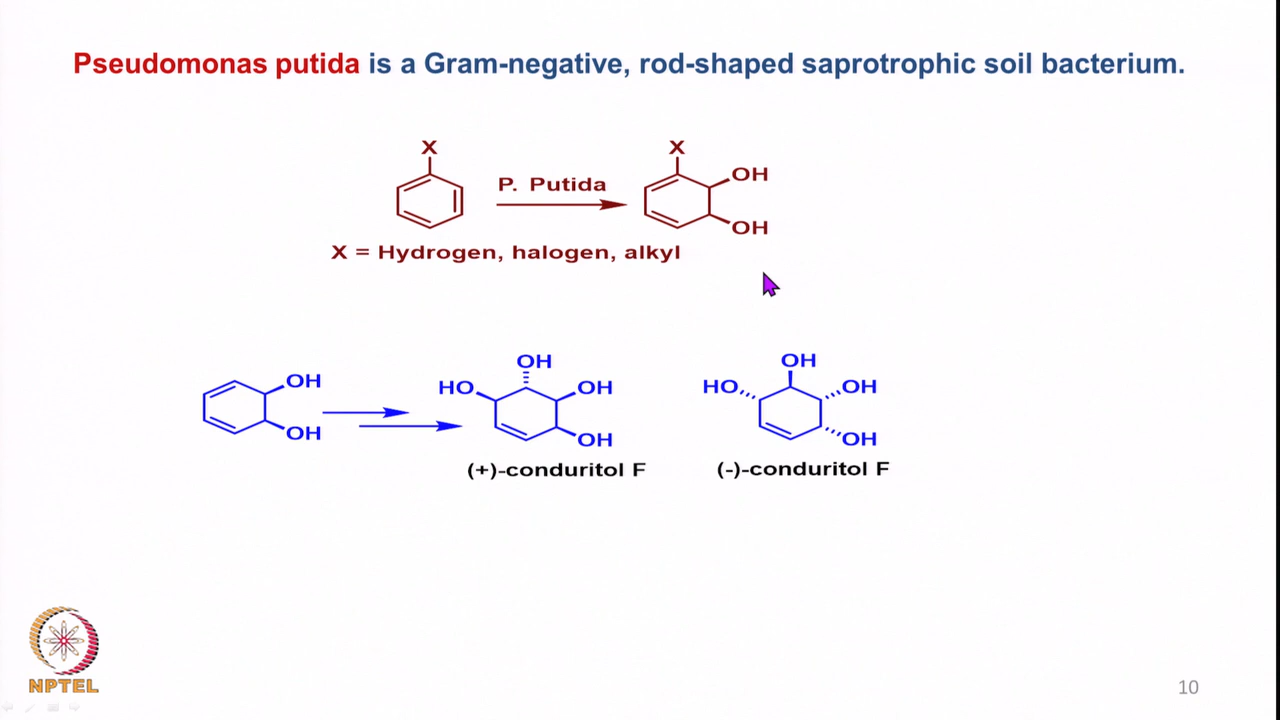 Pseudomonas putida is a Gram-negative, rod-shaped saprotrophic soil bacterium.
X
X
OH
P. Putida
OH
X = Hydrogen, halogen, alkyl
OH
OH
OH
HO
OH
HO
OH
OH
OH
OH
(+)-conduritol F
(-)-conduritol F
NPTEL
10